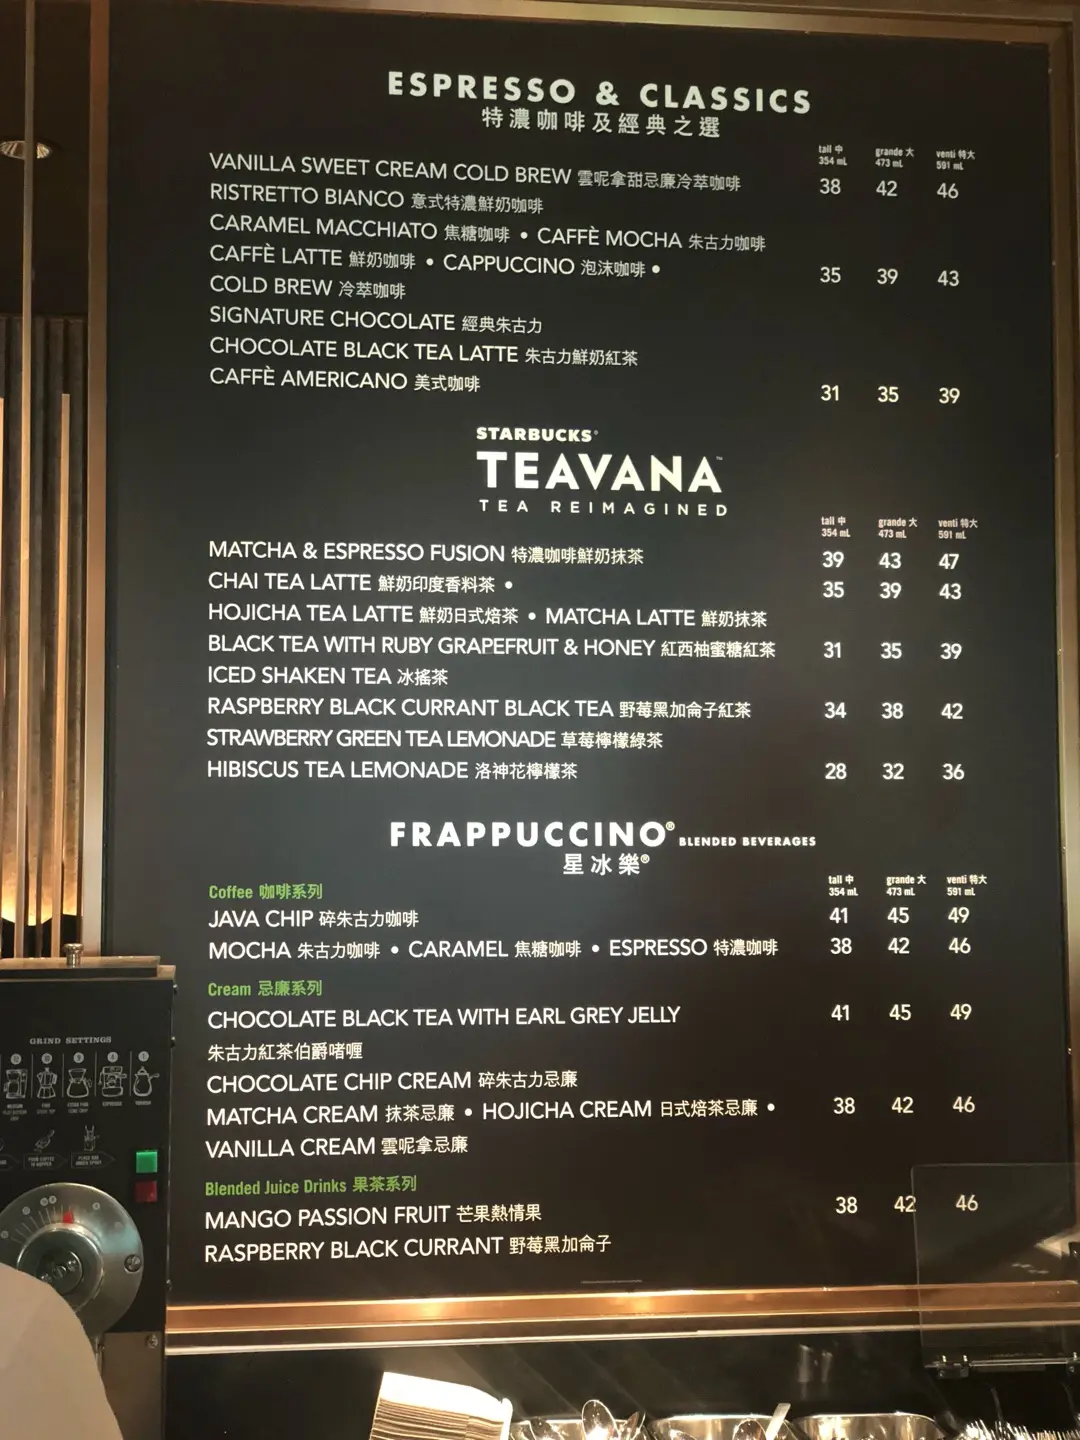 ESPRESSO & CLASSICS
特濃咖啡及經典之選
tall 中 grande 大 venti 特大
354 mL 473 mL 591 mL
VANILLA SWEET CREAM COLD BREW 雲呢拿甜忌廉冷萃咖啡 38 42 46
RISTRETTO BIANCO 意式特濃鮮奶咖啡
CARAMEL MACCHIATO 焦糖咖啡 • CAFFÈ MOCHA 朱古力咖啡
CAFFÈ LATTE 鮮奶咖啡 • CAPPUCCINO 泡沫咖啡 • 35 39 43
COLD BREW 冷萃咖啡
SIGNATURE CHOCOLATE 經典朱古力
CHOCOLATE BLACK TEA LATTE 朱古力鮮奶紅茶
CAFFÈ AMERICANO 美式咖啡 31 35 39
STARBUCKS®
TEAVANA™
TEA REIMAGINED
tall 中 grande 大 venti 特大
354 mL 473 mL 591 mL
MATCHA & ESPRESSO FUSION 特濃咖啡鮮奶抹茶 39 43 47
CHAI TEA LATTE 鮮奶印度香料茶 • 35 39 43
HOJICHA TEA LATTE 鮮奶日式焙茶 • MATCHA LATTE 鮮奶抹茶
BLACK TEA WITH RUBY GRAPEFRUIT & HONEY 紅西柚蜜糖紅茶 31 35 39
ICED SHAKEN TEA 冰搖茶
RASPBERRY BLACK CURRANT BLACK TEA 野莓黑加侖子紅茶 34 38 42
STRAWBERRY GREEN TEA LEMONADE 草莓檸檬綠茶
HIBISCUS TEA LEMONADE 洛神花檸檬茶 28 32 36
FRAPPUCCINO® BLENDED BEVERAGES
星冰樂®
tall 中 grande 大 venti 特大
354 mL 473 mL 591 mL
Coffee 咖啡系列
JAVA CHIP 碎朱古力咖啡 41 45 49
MOCHA 朱古力咖啡 • CARAMEL 焦糖咖啡 • ESPRESSO 特濃咖啡 38 42 46
Cream 忌廉系列
CHOCOLATE BLACK TEA WITH EARL GREY JELLY 41 45 49
朱古力紅茶伯爵啫喱
CHOCOLATE CHIP CREAM 碎朱古力忌廉
MATCHA CREAM 抹茶忌廉 • HOJICHA CREAM 日式焙茶忌廉 • 38 42 46
VANILLA CREAM 雲呢拿忌廉
Blended Juice Drinks 果茶系列
MANGO PASSION FRUIT 芒果熱情果 38 42 46
RASPBERRY BLACK CURRANT 野莓黑加侖子
GRIND SETTINGS